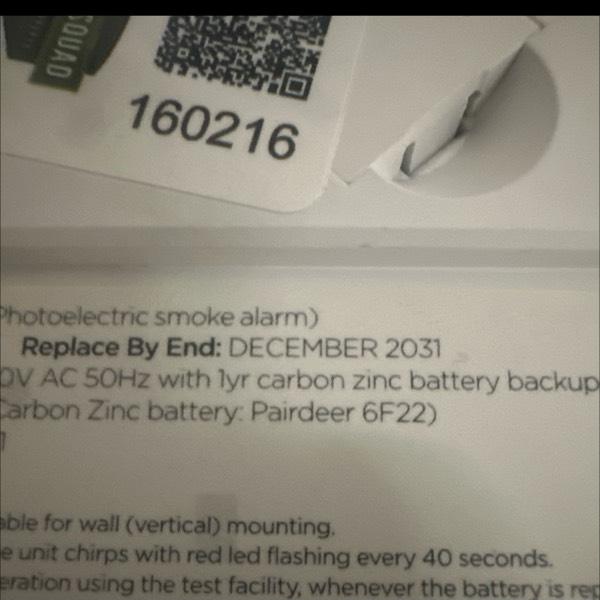 SQUAD
160216
Photoelectric smoke alarm)
Replace By End: DECEMBER 2031
0V AC 50Hz with 1yr carbon zinc battery backup
Carbon Zinc battery: Pairdeer 6F22)
1
able for wall (vertical) mounting.
e unit chirps with red led flashing every 40 seconds.
eration using the test facility, whenever the battery is rep